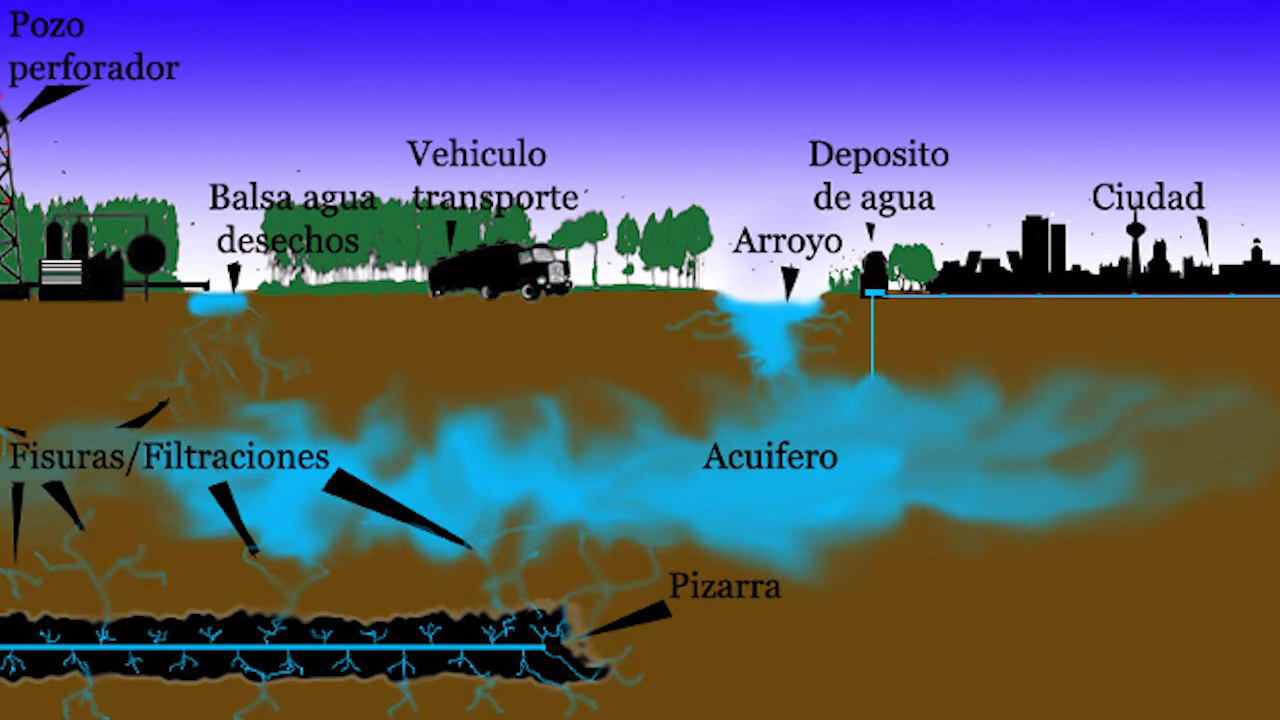 Pozo
perforador
Vehiculo
transporte
Balsa agua
desechos
Deposito
de agua
Arroyo
Ciudad
Fisuras/Filtraciones
Acuifero
Pizarra